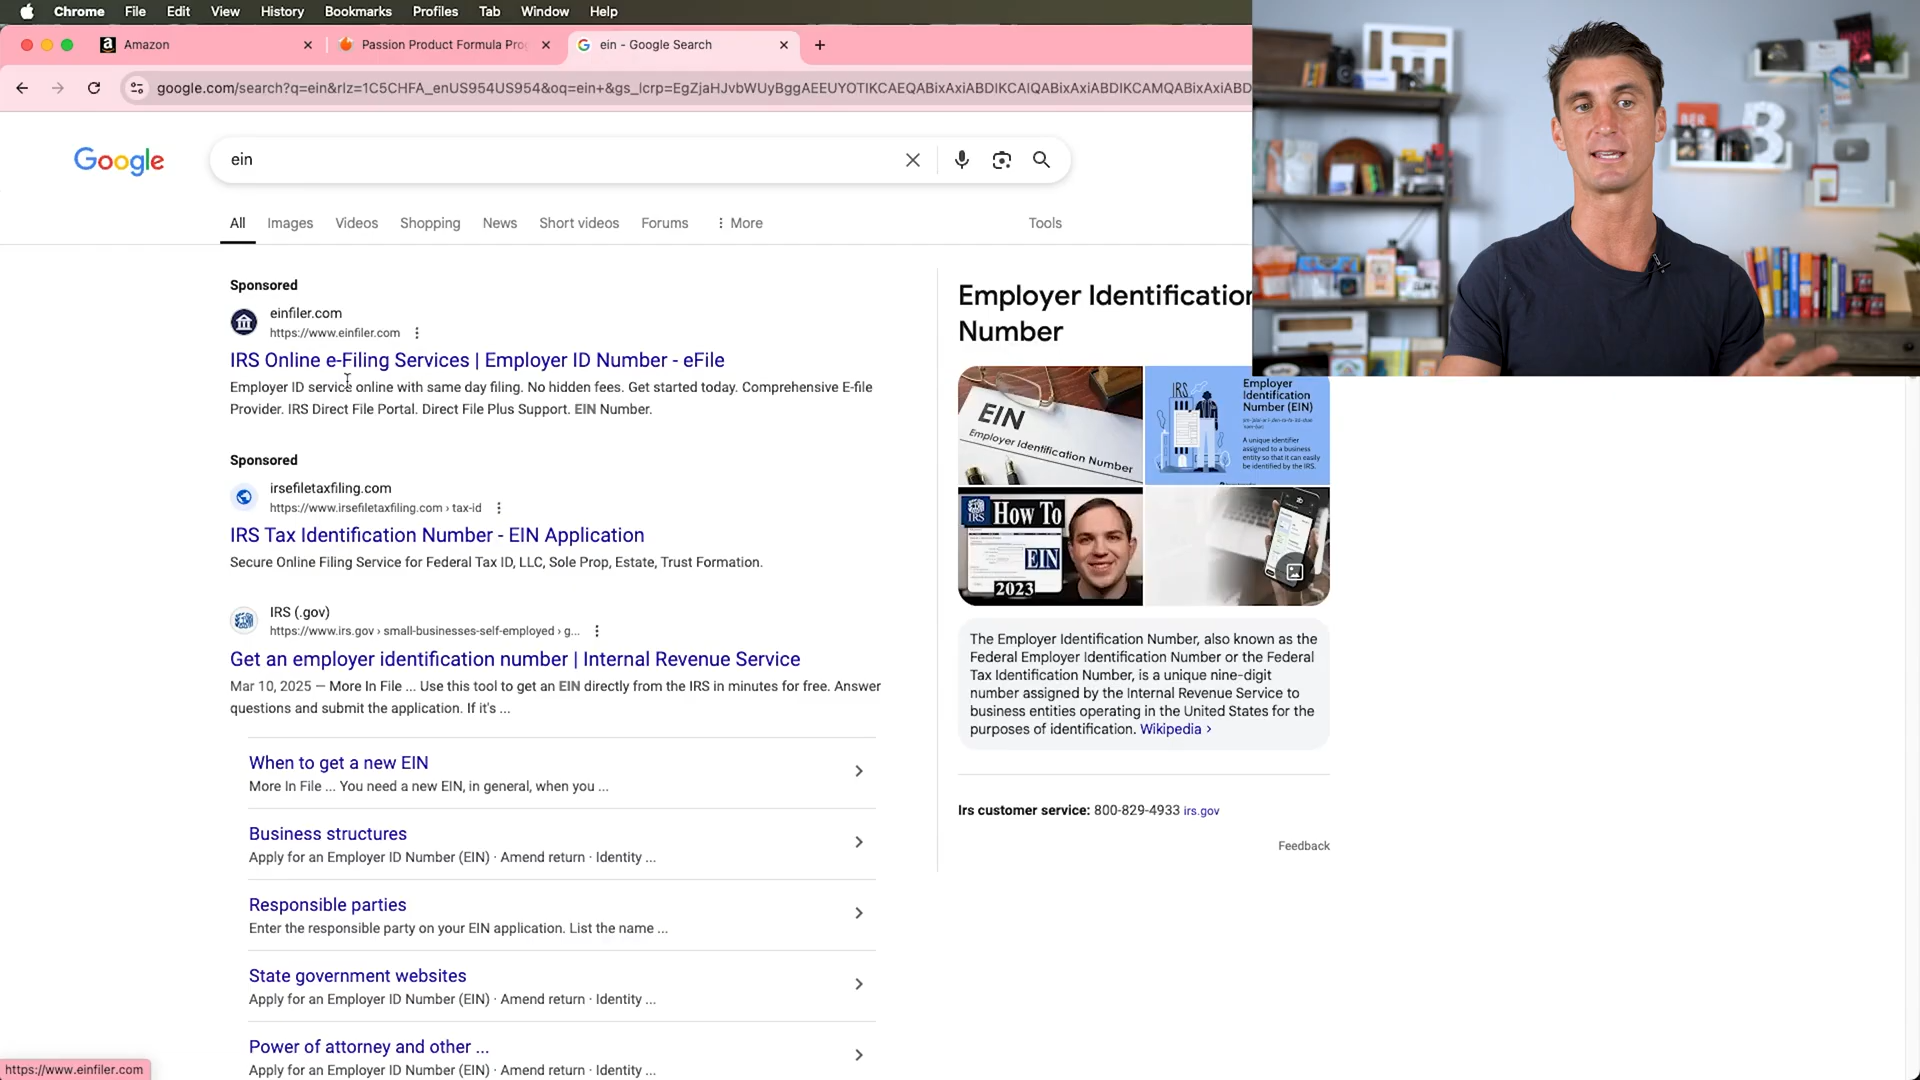 Chrome File Edit View History Bookmarks Profiles Tab Window Help
Amazon
Passion Product Formula Pro
ein - Google Search
google.com/search?q=ein&rlz=1C5CHFA_enUS954US954&oq=ein+&gs_lcrp=EgZjaHJvbWUyBggAEEUYOTIKCAEQABixAxiABDIKCAIQABixAxiABDIKCAMQABixAxiABD
Google
ein
All Images Videos Shopping News Short videos Forums More Tools
Sponsored
einfiler.com
https://www.einfiler.com
IRS Online e-Filing Services | Employer ID Number - eFile
Employer ID service online with same day filing. No hidden fees. Get started today. Comprehensive E-file
Provider. IRS Direct File Portal. Direct File Plus Support. EIN Number.
Sponsored
irsefiletaxfiling.com
https://www.irsefiletaxfiling.com › tax-id
IRS Tax Identification Number - EIN Application
Secure Online Filing Service for Federal Tax ID, LLC, Sole Prop, Estate, Trust Formation.
IRS (.gov)
https://www.irs.gov › small-businesses-self-employed › g...
Get an employer identification number | Internal Revenue Service
Mar 10, 2025 — More In File ... Use this tool to get an EIN directly from the IRS in minutes for free. Answer
questions and submit the application. If it's ...
When to get a new EIN
More In File ... You need a new EIN, in general, when you ...
Business structures
Apply for an Employer ID Number (EIN) · Amend return · Identity ...
Responsible parties
Enter the responsible party on your EIN application. List the name ...
State government websites
Apply for an Employer ID Number (EIN) · Amend return · Identity ...
Power of attorney and other ...
Apply for an Employer ID Number (EIN) · Amend return · Identity ...
https://www.einfiler.com
Employer Identification
Number
EIN
Employer Identification Number
IRS
Employer
Identification
Number (EIN)
A unique identifier
assigned to a business
entity so that it can easily
be identified by the IRS.
IRS
How To
EIN
2023
The Employer Identification Number, also known as the
Federal Employer Identification Number or the Federal
Tax Identification Number, is a unique nine-digit
number assigned by the Internal Revenue Service to
business entities operating in the United States for the
purposes of identification. Wikipedia ›
Irs customer service: 800-829-4933 irs.gov
Feedback
B